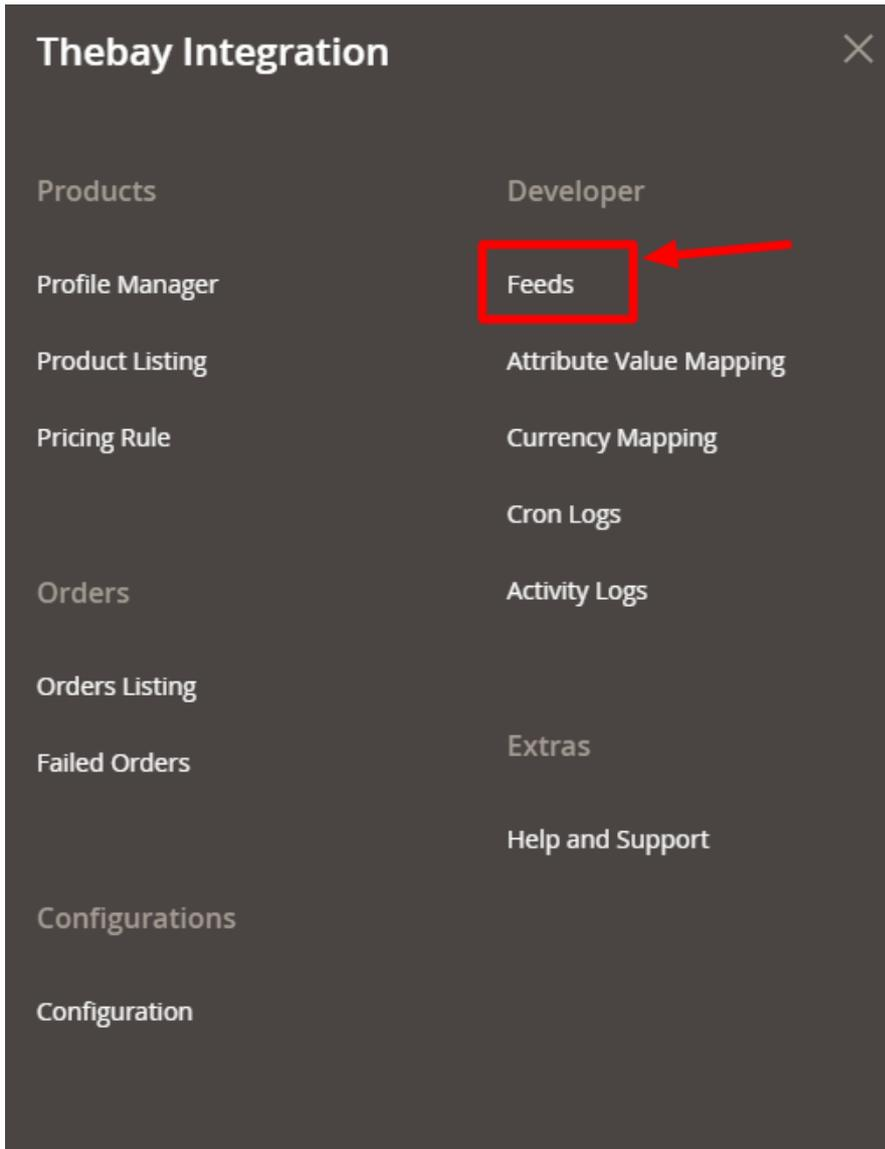 Thebay Integration
Products
Profile Manager
Product Listing
Pricing Rule
Orders
Orders Listing
Failed Orders
Configurations
Configuration
Developer
Feeds
Attribute Value Mapping
Currency Mapping
Cron Logs
Activity Logs
Extras
Help and Support